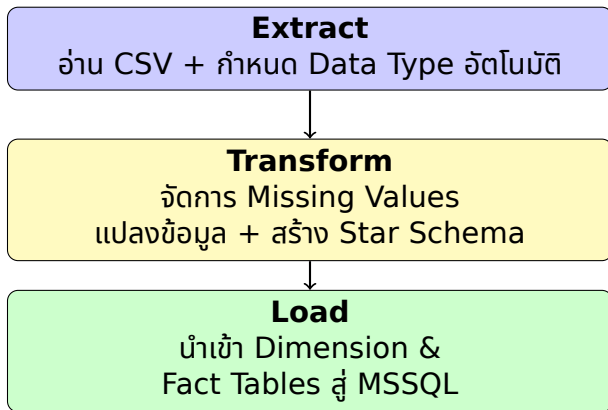 Extract
อ่าน CSV + กำหนด Data Type อัตโนมัติ
Transform
จัดการ Missing Values
แปลงข้อมูล + สร้าง Star Schema
Load
นำเข้า Dimension &
Fact Tables สู่ MSSQL